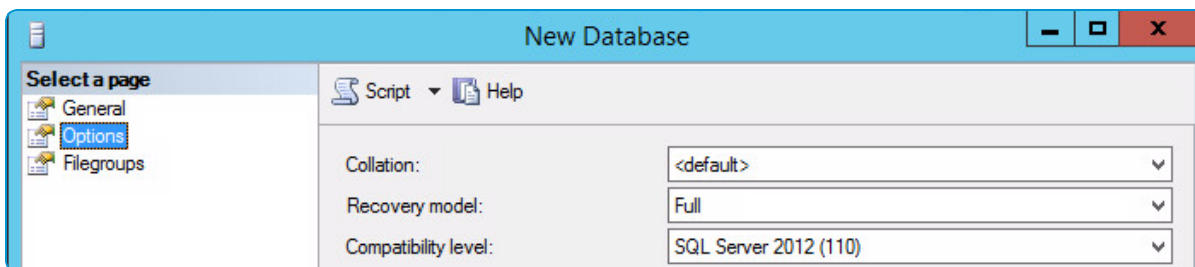 New Database
Select a page
General
Options
Filegroups
Script Help
Collation: <default>
Recovery model: Full
Compatibility level: SQL Server 2012 (110)